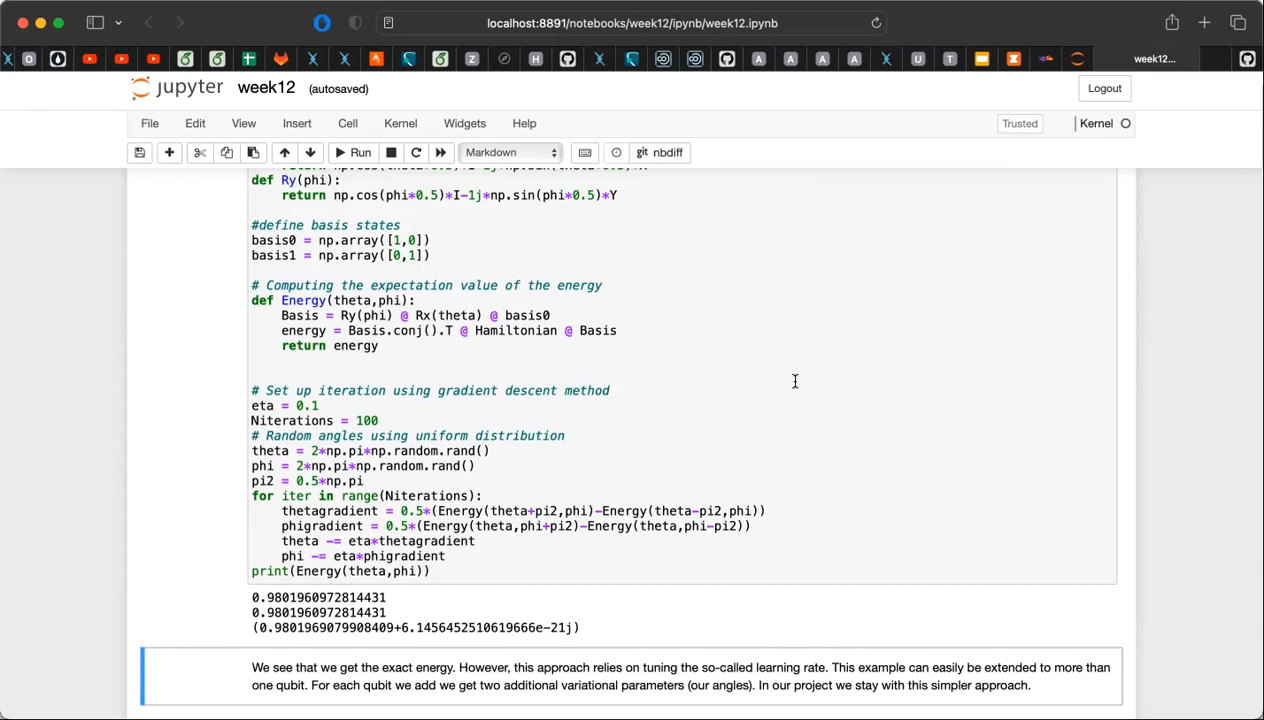 localhost:8891/notebooks/week12/ipynb/week12.ipynb
week12...
jupyter week12 (autosaved)
Logout
File Edit View Insert Cell Kernel Widgets Help
Trusted
Kernel
Run
Markdown
git nbdiff
def Ry(phi):
return np.cos(phi*0.5)*I-1j*np.sin(phi*0.5)*Y
#define basis states
basis0 = np.array([1,0])
basis1 = np.array([0,1])
# Computing the expectation value of the energy
def Energy(theta,phi):
Basis = Ry(phi) @ Rx(theta) @ basis0
energy = Basis.conj().T @ Hamiltonian @ Basis
return energy
# Set up iteration using gradient descent method
eta = 0.1
Niterations = 100
# Random angles using uniform distribution
theta = 2*np.pi*np.random.rand()
phi = 2*np.pi*np.random.rand()
pi2 = 0.5*np.pi
for iter in range(Niterations):
thetagradient = 0.5*(Energy(theta+pi2,phi)-Energy(theta-pi2,phi))
phigradient = 0.5*(Energy(theta,phi+pi2)-Energy(theta,phi-pi2))
theta -= eta*thetagradient
phi -= eta*phigradient
print(Energy(theta,phi))
0.9801960972814431
0.9801960972814431
(0.9801969079908409+6.1456452510619666e-21j)
We see that we get the exact energy. However, this approach relies on tuning the so-called learning rate. This example can easily be extended to more than
one qubit. For each qubit we add we get two additional variational parameters (our angles). In our project we stay with this simpler approach.